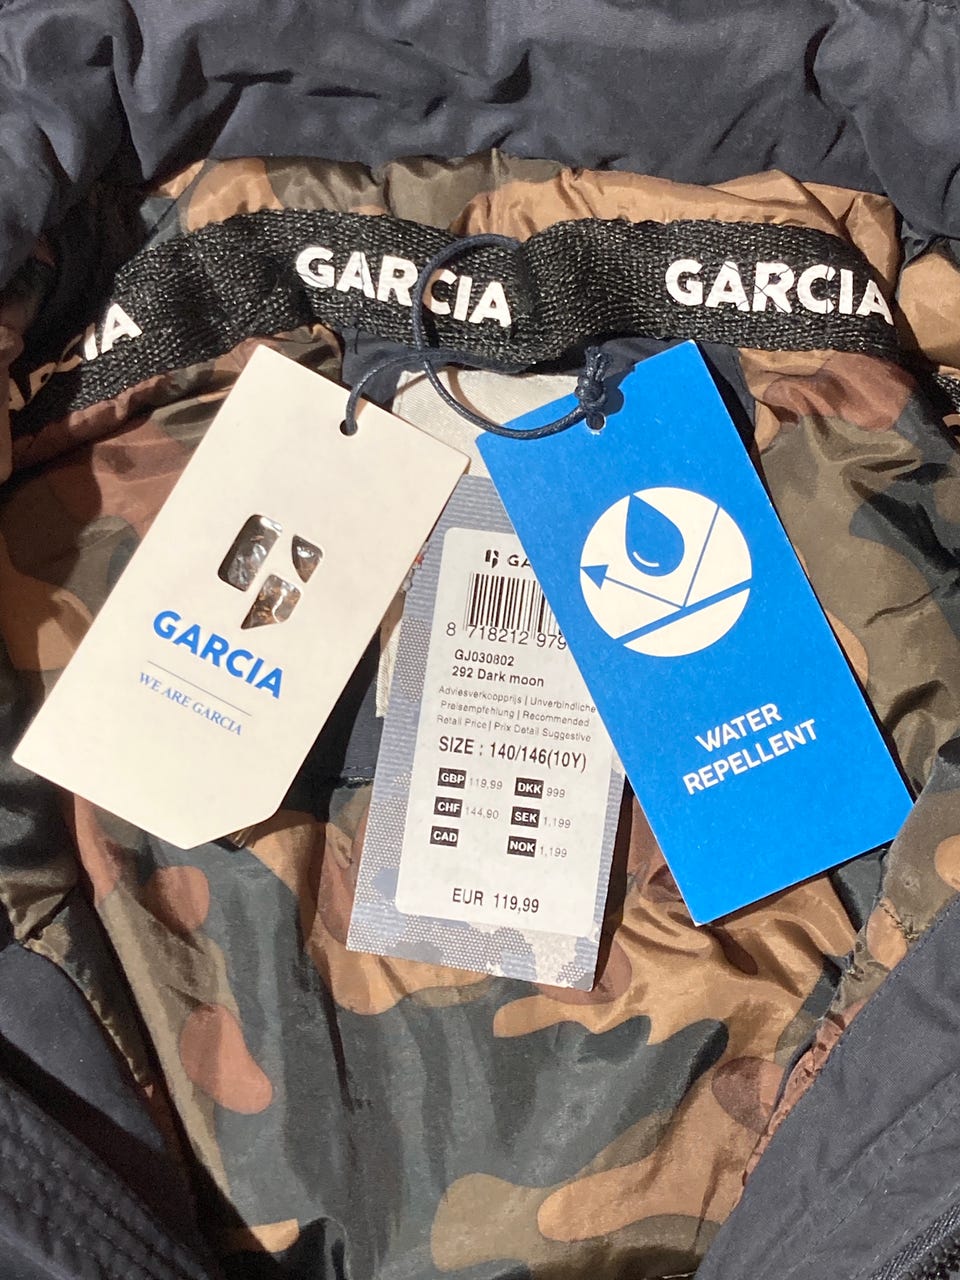 GARCIA
GARCIA
IA
GARCIA
WE ARE GARCIA
8 718212 979
GJ030802
292 Dark moon
Adviesverkoopprijs | Unverbindliche
Preisempfehlung | Recommended
Retail Price | Prix Detail Suggestive
SIZE : 140/146(10Y)
GBP 119,99 DKK 999
CHF 144,90 SEK 1,199
CAD NOK 1,199
EUR 119,99
WATER
REPELLENT